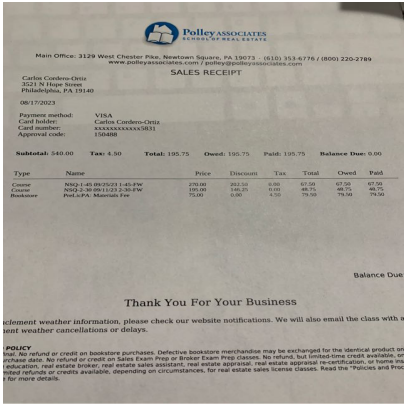 Polley ASSOCIATES
SCHOOL OF REAL ESTATE
Main Office: 3129 West Chester Pike, Newtown Square, PA 19073 - (610) 353-6776 / (800) 220-2789
www.polleyassociates.com / polley@polleyassociates.com
SALES RECEIPT
Carlos Cordero-Ortiz
3521 N Hope Street
Philadelphia, PA 19140
08/17/2023
Payment method: VISA
Card holder: Carlos Cordero-Ortiz
Card number: xxxxxxxxxxxx5831
Approval code: 150488
Subtotal: 540.00 Tax: 4.50 Total: 195.75 Owed: 195.75 Paid: 195.75 Balance Due: 0.00
Type Name Price Discount Tax Total Owed Paid
Course NSQ-1-45 09/25/23 1-45-FW 270.00 202.50 0.00 67.50 67.50 67.50
Course NSQ-2-30 09/11/23 2-30-FW 195.00 146.25 0.00 48.75 48.75 48.75
Bookstore PreLicPA: Materials Fee 75.00 0.00 4.50 79.50 79.50 79.50
Balance Due
Thank You For Your Business
nclement weather information, please check our website notifications. We will also email the class with a
ment weather cancellations or delays.
POLICY
final. No refund or credit on bookstore purchases. Defective bookstore merchandise may be exchanged for the identical product on
urchase date. No refund or credit on Sales Exam Prep or Broker Exam Prep classes. No refund, but limited-time credit available, on
education, real estate broker, real estate sales assistant, real estate appraisal, real estate appraisal re-certification, or home ins
mited refunds or credits available, depending on circumstances, for real estate sales license classes. Read the "Policies and Proc
for more details.